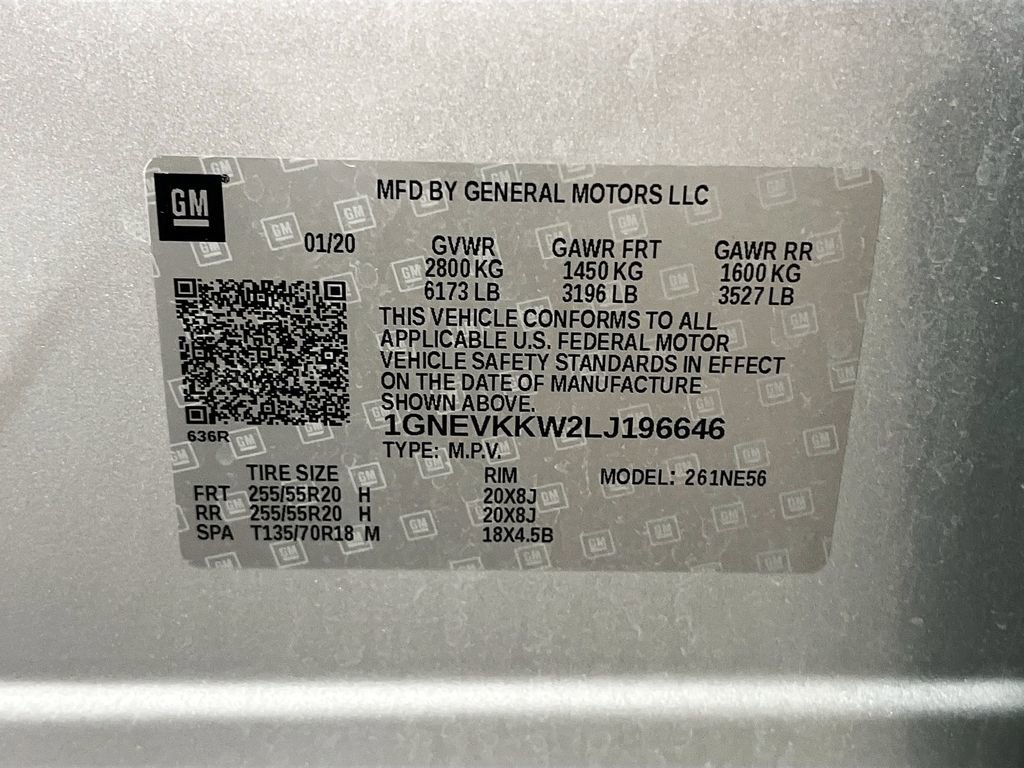 GM
MFD BY GENERAL MOTORS LLC
01/20 GVWR GAWR FRT GAWR RR
2800 KG 1450 KG 1600 KG
6173 LB 3196 LB 3527 LB
THIS VEHICLE CONFORMS TO ALL
APPLICABLE U.S. FEDERAL MOTOR
VEHICLE SAFETY STANDARDS IN EFFECT
ON THE DATE OF MANUFACTURE
SHOWN ABOVE.
636R
1GNEVKKW2LJ196646
TYPE: M.P.V.
TIRE SIZE RIM MODEL: 261NE56
FRT 255/55R20 H 20X8J
RR 255/55R20 H 20X8J
SPA T135/70R18 M 18X4.5B